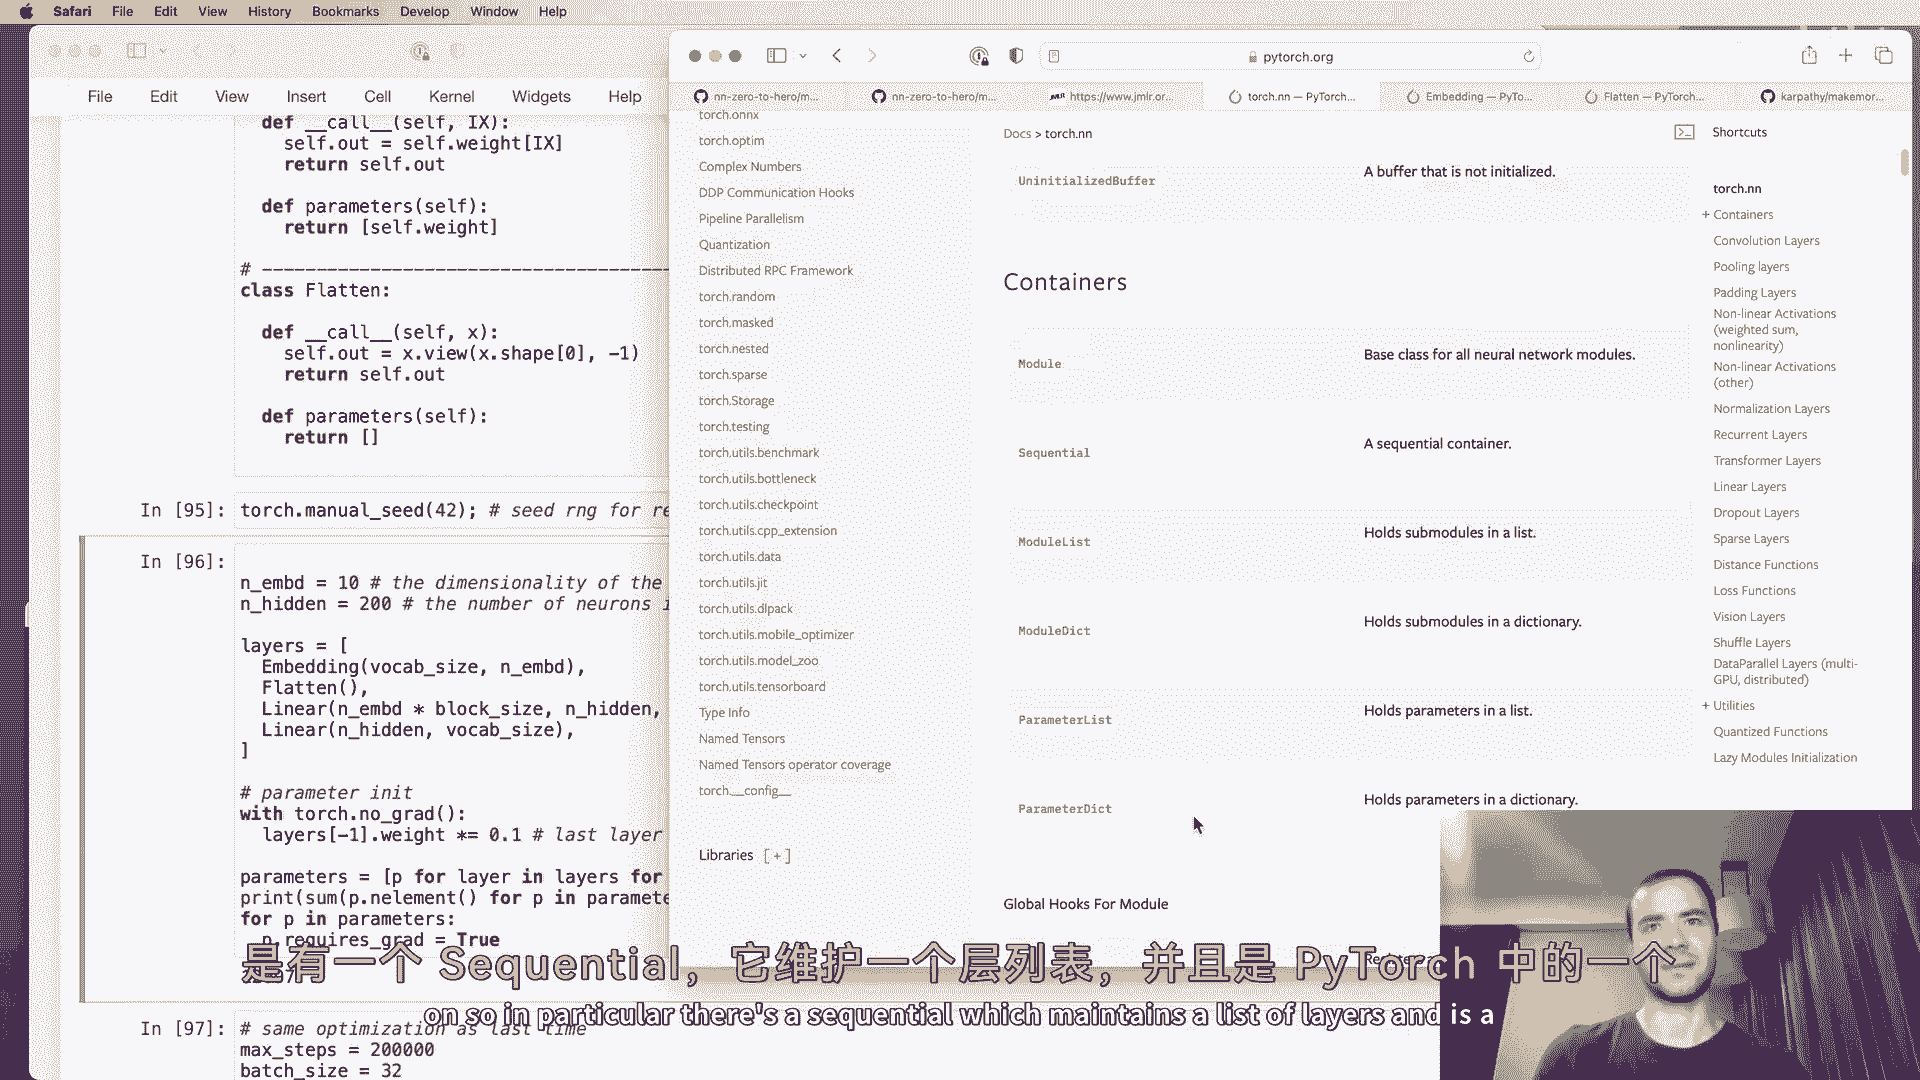 Safari File Edit View History Bookmarks Develop Window Help
File Edit View Insert Cell Kernel Widgets Help
def __call__(self, IX):
self.out = self.weight[IX]
return self.out
def parameters(self):
return [self.weight]
# ------------------------------------------
class Flatten:
def __call__(self, x):
self.out = x.view(x.shape[0], -1)
return self.out
def parameters(self):
return []
In [95]: torch.manual_seed(42); # seed rng for
In [96]:
n_embd = 10 # the dimensionality of the
n_hidden = 200 # the number of neurons
layers = [
Embedding(vocab_size, n_embd),
Flatten(),
Linear(n_embd * block_size, n_hidden,
Linear(n_hidden, vocab_size),
]
# parameter init
with torch.no_grad():
layers[-1].weight *= 0.1 # last layer
parameters = [p for layer in layers for
print(sum(p.nelement() for p in
for p in parameters:
p.requires_grad = True
In [97]: # same optimization as last time
max_steps = 200000
batch_size = 32
pytorch.org
nn-zero-to-hero/m... nn-zero-to-hero/m... https://www.jmlr.or... torch.nn — PyTorch... Embedding — PyTo... Flatten — PyTorch... karpathy/makemor...
torch.onnx
torch.optim
Complex Numbers
DDP Communication Hooks
Pipeline Parallelism
Quantization
Distributed RPC Framework
torch.random
torch.masked
torch.nested
torch.sparse
torch.Storage
torch.testing
torch.utils.benchmark
torch.utils.bottleneck
torch.utils.checkpoint
torch.utils.cpp_extension
torch.utils.data
torch.utils.jit
torch.utils.dlpack
torch.utils.mobile_optimizer
torch.utils.model_zoo
torch.utils.tensorboard
Type Info
Named Tensors
Named Tensors operator coverage
torch.__config__
Libraries [ + ]
Docs > torch.nn
UninitializedBuffer A buffer that is not initialized.
Containers
Module Base class for all neural network modules.
Sequential A sequential container.
ModuleList Holds submodules in a list.
ModuleDict Holds submodules in a dictionary.
ParameterList Holds parameters in a list.
ParameterDict Holds parameters in a dictionary.
Global Hooks For Module
Shortcuts
torch.nn
+ Containers
Convolution Layers
Pooling layers
Padding Layers
Non-linear Activations
(weighted sum,
nonlinearity)
Non-linear Activations
(other)
Normalization Layers
Recurrent Layers
Transformer Layers
Linear Layers
Dropout Layers
Sparse Layers
Distance Functions
Loss Functions
Vision Layers
Shuffle Layers
DataParallel Layers (multi-
GPU, distributed)
+ Utilities
Quantized Functions
Lazy Modules Initialization
是有一个 Sequential，它维护一个层列表，并且是 PyTorch 中的一个
on so in particular there's a sequential which maintains a list of layers and is a